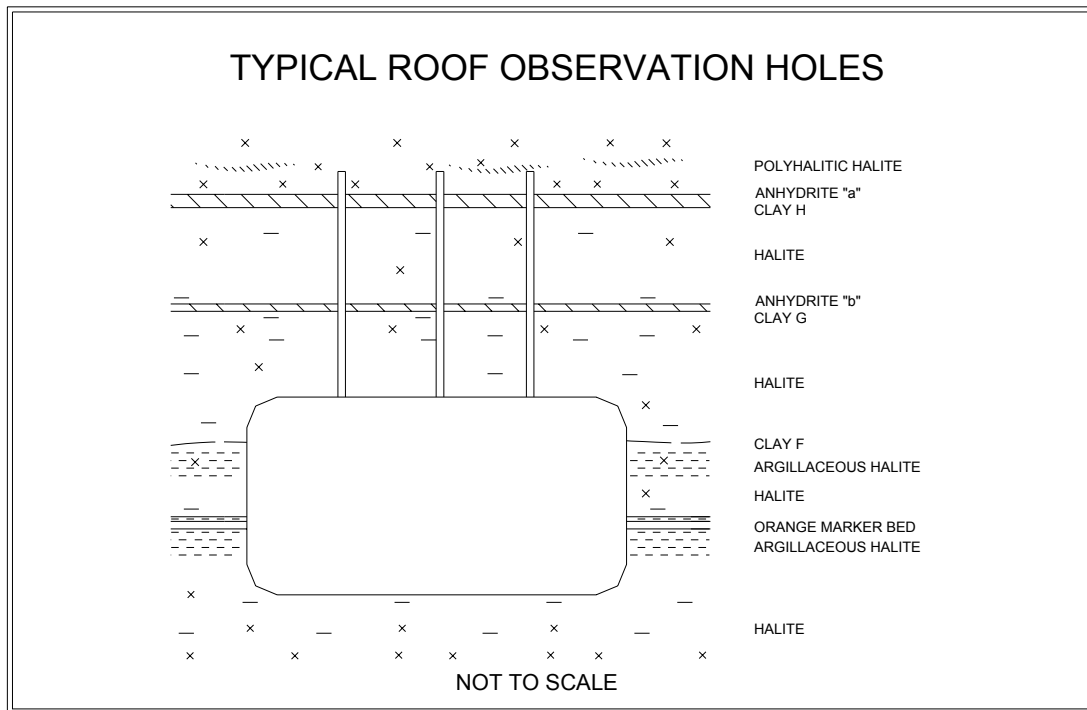 TYPICAL ROOF OBSERVATION HOLES
POLYHALITIC HALITE
ANHYDRITE "a"
CLAY H
HALITE
ANHYDRITE "b"
CLAY G
HALITE
CLAY F
ARGILLACEOUS HALITE
HALITE
ORANGE MARKER BED
ARGILLACEOUS HALITE
HALITE
NOT TO SCALE